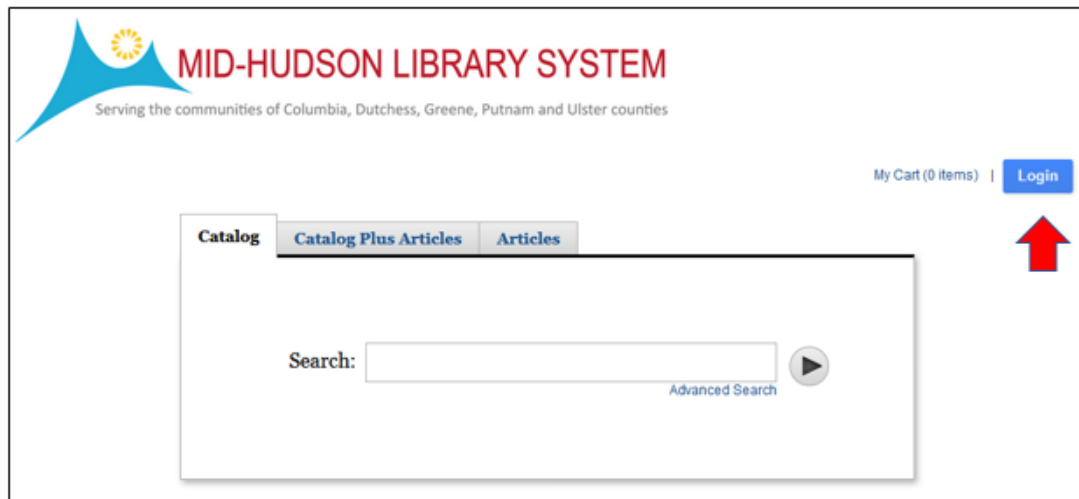 MID-HUDSON LIBRARY SYSTEM
Serving the communities of Columbia, Dutchess, Greene, Putnam and Ulster counties
My Cart (0 items) | Login
Catalog Catalog Plus Articles Articles
Search:
Advanced Search